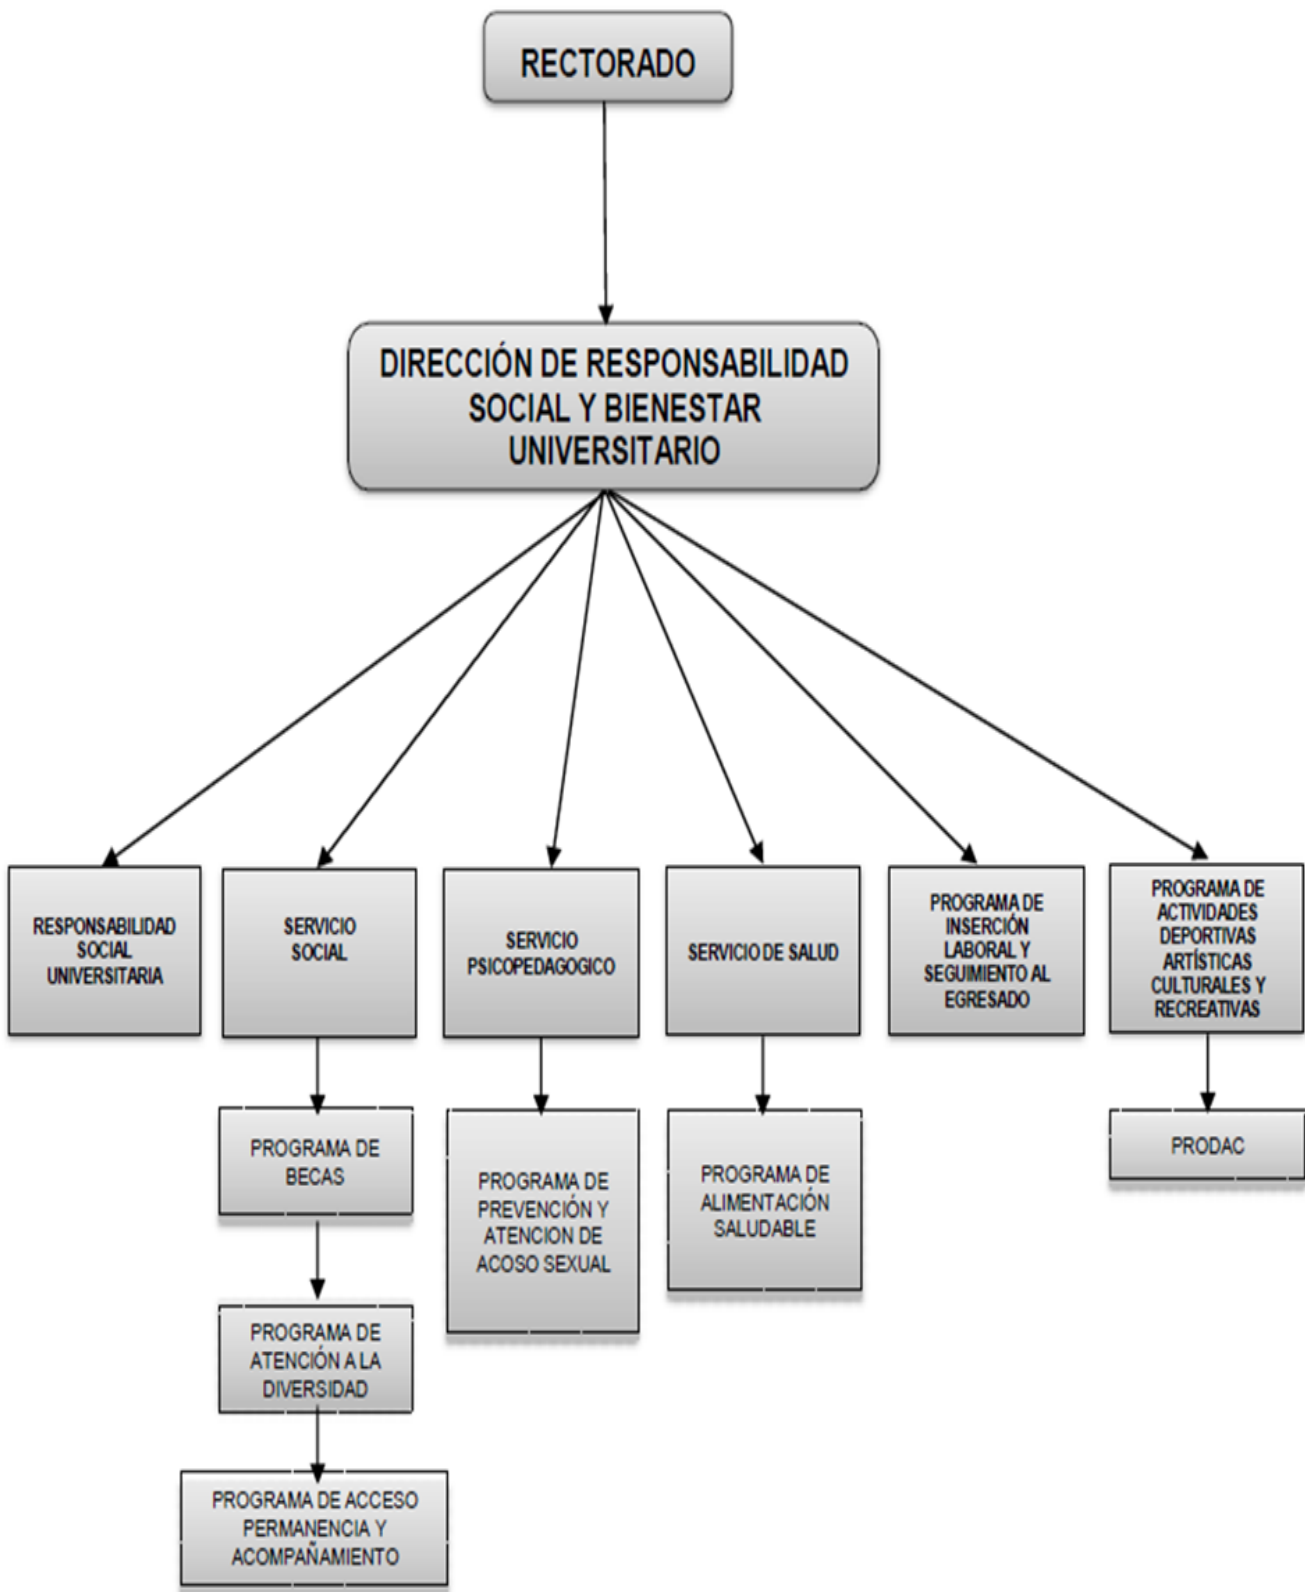 RECTORADO
DIRECCIÓN DE RESPONSABILIDAD
SOCIAL Y BIENESTAR
UNIVERSITARIO
RESPONSABILIDAD
SOCIAL
UNIVERSITARIA
SERVICIO
SOCIAL
SERVICIO
PSICOPEDAGOGICO
SERVICIO DE SALUD
PROGRAMA DE
INSERCIÓN
LABORAL Y
SEGUIMIENTO AL
EGRESADO
PROGRAMA DE
ACTIVIDADES
DEPORTIVAS
ARTÍSTICAS
CULTURALES Y
RECREATIVAS
PROGRAMA DE
BECAS
PROGRAMA DE
PREVENCIÓN Y
ATENCION DE
ACOSO SEXUAL
PROGRAMA DE
ALIMENTACIÓN
SALUDABLE
PRODAC
PROGRAMA DE
ATENCIÓN A LA
DIVERSIDAD
PROGRAMA DE ACCESO
PERMANENCIA Y
ACOMPAÑAMIENTO